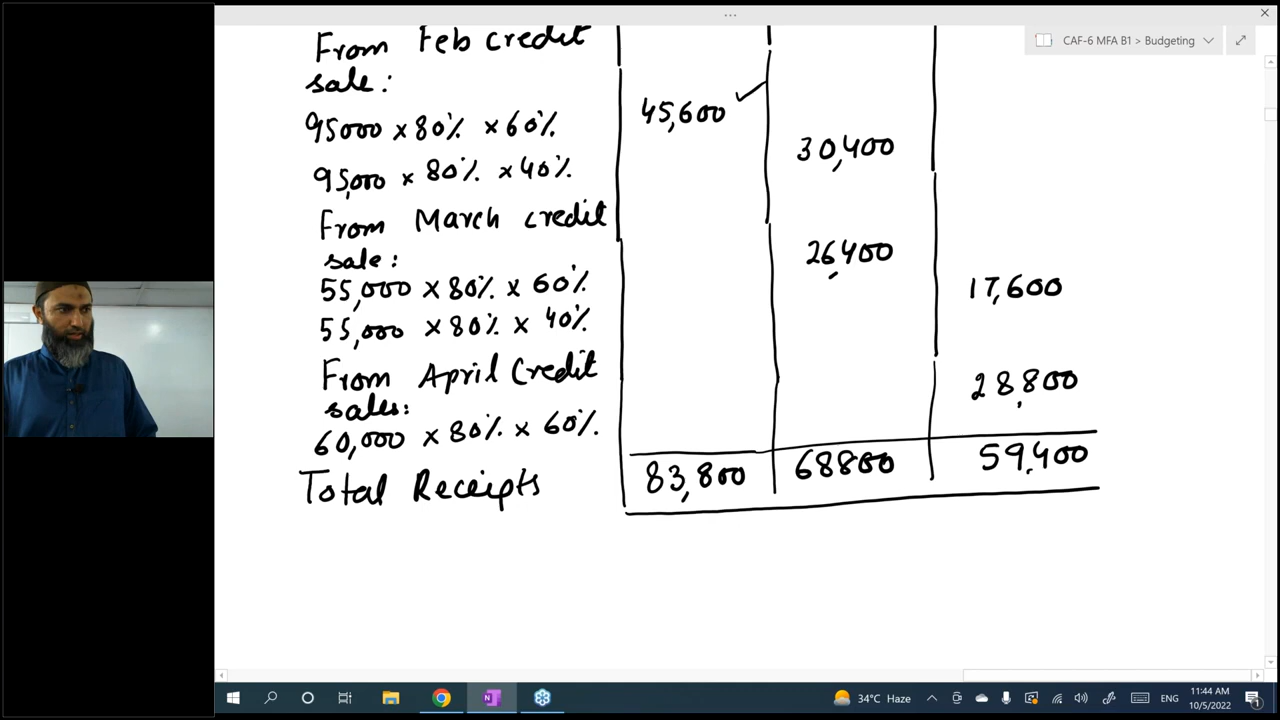 CAF-6 MFA B1 > Budgeting
From Feb credit
sale:
95000 × 80% × 60% 45,600
95,000 × 80% × 40% 30,400
From March credit
sale:
55,000 × 80% × 60% 26,400
55,000 × 80% × 40% 17,600
From April Credit
sales:
60,000 × 80% × 60% 28,800
Total Receipts 83,800 68800 59,400
34°C Haze
ENG
11:44 AM
10/5/2022